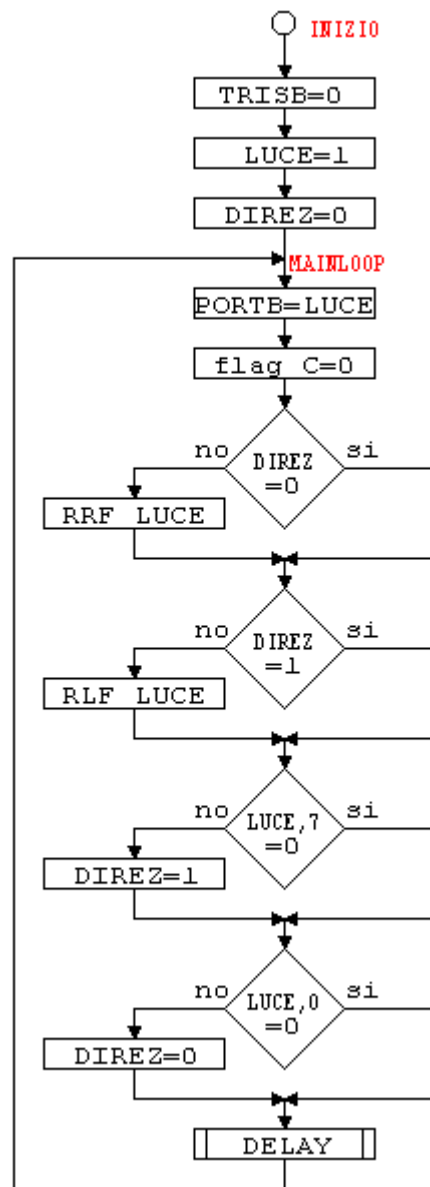 INIZIO
TRISB=0
LUCE=1
DIREZ=0
MAINLOOP
PORTB=LUCE
flag C=0
no
DIREZ
=0
si
RRF LUCE
no
DIREZ
=1
si
RLF LUCE
no
LUCE,7
=0
si
DIREZ=1
no
LUCE,0
=0
si
DIREZ=0
DELAY